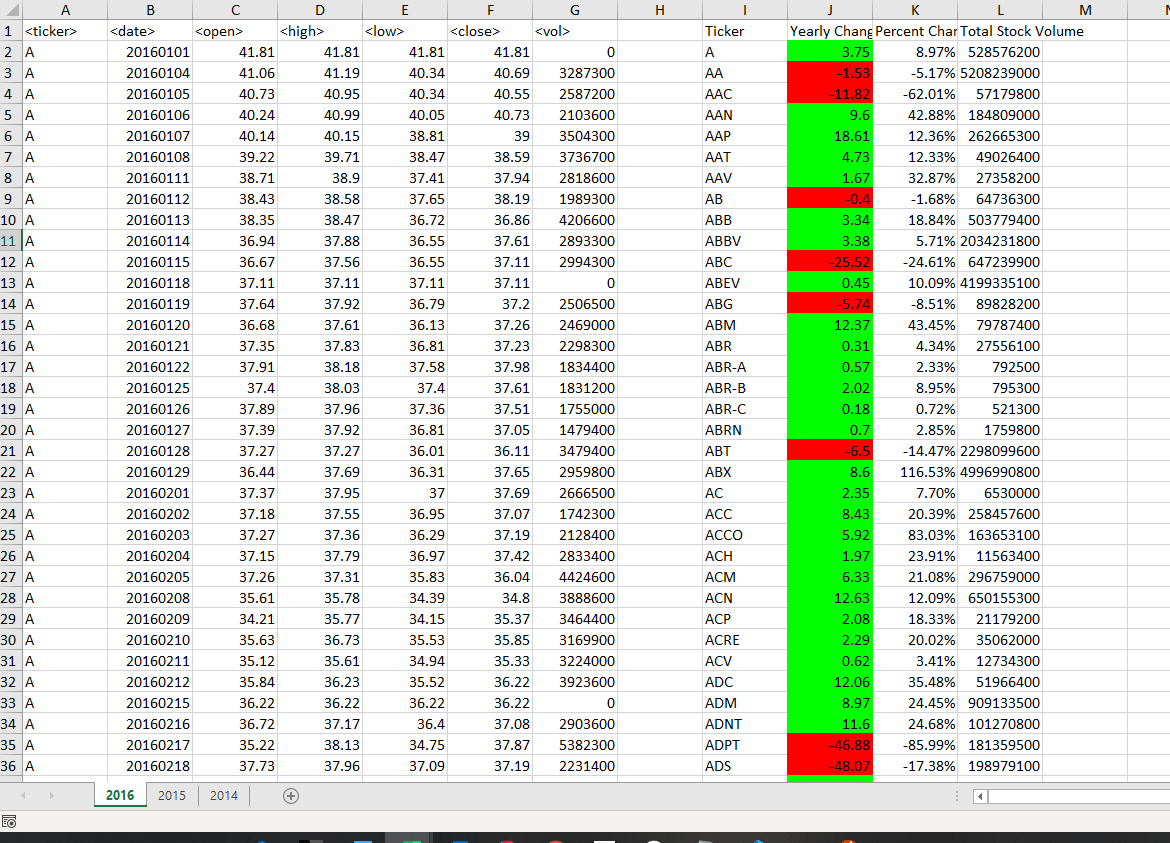 A B C D E F G H I J K L M
1 <ticker> <date> <open> <high> <low> <close> <vol> Ticker Yearly Chang Percent Char Total Stock Volume
2 A 20160101 41.81 41.81 41.81 41.81 0 A 3.75 8.97% 528576200
3 A 20160104 41.06 41.19 40.34 40.69 3287300 AA -1.53 -5.17% 5208239000
4 A 20160105 40.73 40.95 40.34 40.55 2587200 AAC -11.82 -62.01% 57179800
5 A 20160106 40.24 40.99 40.05 40.73 2103600 AAN 9.6 42.88% 184809000
6 A 20160107 40.14 40.15 38.81 39 3504300 AAP 18.61 12.36% 262665300
7 A 20160108 39.22 39.71 38.47 38.59 3736700 AAT 4.73 12.33% 49026400
8 A 20160111 38.71 38.9 37.41 37.94 2818600 AAV 1.67 32.87% 27358200
9 A 20160112 38.43 38.58 37.65 38.19 1989300 AB -0.4 -1.68% 64736300
10 A 20160113 38.35 38.47 36.72 36.86 4206600 ABB 3.34 18.84% 503779400
11 A 20160114 36.94 37.88 36.55 37.61 2893300 ABBV 3.38 5.71% 2034231800
12 A 20160115 36.67 37.56 36.55 37.11 2994300 ABC -25.52 -24.61% 647239900
13 A 20160118 37.11 37.11 37.11 37.11 0 ABEV 0.45 10.09% 4199335100
14 A 20160119 37.64 37.92 36.79 37.2 2506500 ABG -5.74 -8.51% 89828200
15 A 20160120 36.68 37.61 36.13 37.26 2469000 ABM 12.37 43.45% 79787400
16 A 20160121 37.35 37.83 36.81 37.23 2298300 ABR 0.31 4.34% 27556100
17 A 20160122 37.91 38.18 37.58 37.98 1834400 ABR-A 0.57 2.33% 792500
18 A 20160125 37.4 38.03 37.4 37.61 1831200 ABR-B 2.02 8.95% 795300
19 A 20160126 37.89 37.96 37.36 37.51 1755000 ABR-C 0.18 0.72% 521300
20 A 20160127 37.39 37.92 36.81 37.05 1479400 ABRN 0.7 2.85% 1759800
21 A 20160128 37.27 37.27 36.01 36.11 3479400 ABT -6.5 -14.47% 2298099600
22 A 20160129 36.44 37.69 36.31 37.65 2959800 ABX 8.6 116.53% 4996990800
23 A 20160201 37.37 37.95 37 37.69 2666500 AC 2.35 7.70% 6530000
24 A 20160202 37.18 37.55 36.95 37.07 1742300 ACC 8.43 20.39% 258457600
25 A 20160203 37.27 37.36 36.29 37.19 2128400 ACCO 5.92 83.03% 163653100
26 A 20160204 37.15 37.79 36.97 37.42 2833400 ACH 1.97 23.91% 11563400
27 A 20160205 37.26 37.31 35.83 36.04 4424600 ACM 6.33 21.08% 296759000
28 A 20160208 35.61 35.78 34.39 34.8 3888600 ACN 12.63 12.09% 650155300
29 A 20160209 34.21 35.77 34.15 35.37 3464400 ACP 2.08 18.33% 21179200
30 A 20160210 35.63 36.73 35.53 35.85 3169900 ACRE 2.29 20.02% 35062000
31 A 20160211 35.12 35.61 34.94 35.33 3224000 ACV 0.62 3.41% 12734300
32 A 20160212 35.84 36.23 35.52 36.22 3923600 ADC 12.06 35.48% 51966400
33 A 20160215 36.22 36.22 36.22 36.22 0 ADM 8.97 24.45% 909133500
34 A 20160216 36.72 37.17 36.4 37.08 2903600 ADNT 11.6 24.68% 101270800
35 A 20160217 35.22 38.13 34.75 37.87 5382300 ADPT -46.88 -85.99% 181359500
36 A 20160218 37.73 37.96 37.09 37.19 2231400 ADS -48.07 -17.38% 198979100
2016 2015 2014